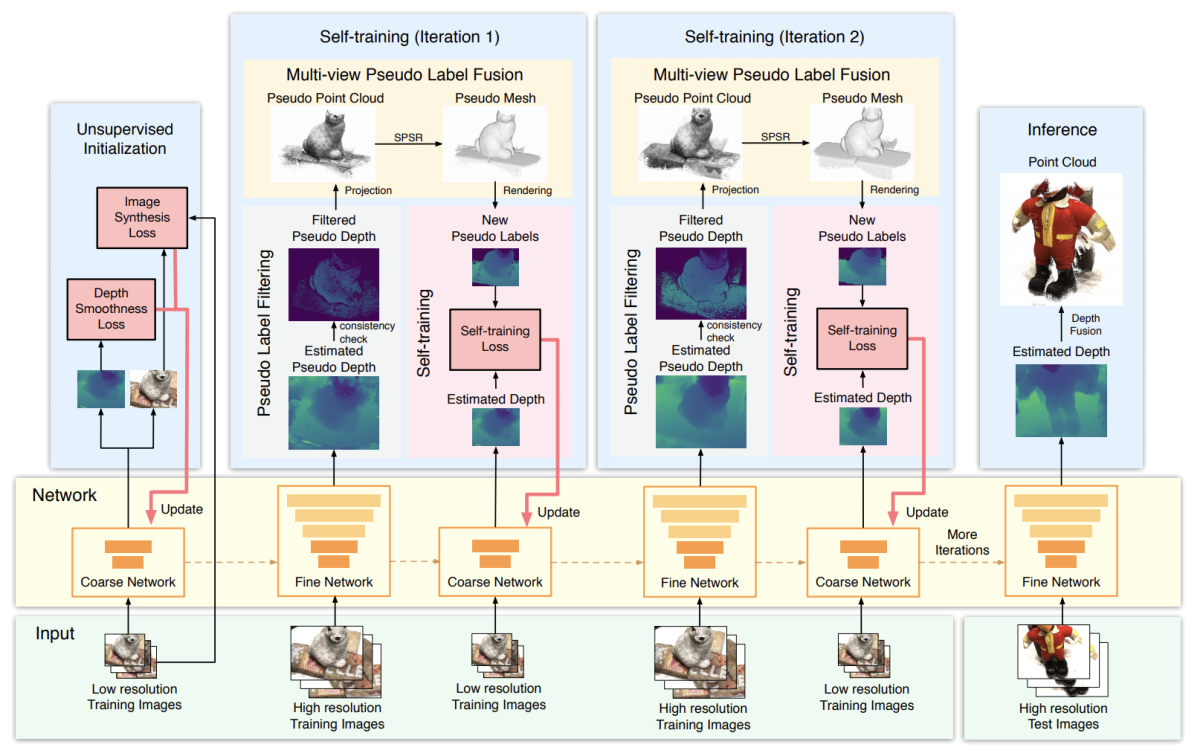 Self-training (Iteration 1)
Multi-view Pseudo Label Fusion
Pseudo Point Cloud
Pseudo Mesh
SPSR
Projection
Rendering
Self-training (Iteration 2)
Multi-view Pseudo Label Fusion
Pseudo Point Cloud
Pseudo Mesh
SPSR
Projection
Rendering
Unsupervised
Initialization
Image
Synthesis
Loss
Depth
Smoothness
Loss
Pseudo Label Filtering
Filtered
Pseudo Depth
consistency
check
Estimated
Pseudo Depth
Self-training
New
Pseudo Labels
Self-training
Loss
Estimated Depth
Pseudo Label Filtering
Filtered
Pseudo Depth
consistency
check
Estimated
Pseudo Depth
Self-training
New
Pseudo Labels
Self-training
Loss
Estimated Depth
Inference
Point Cloud
Depth
Fusion
Estimated Depth
Network
Update
Update
Update
More
Iterations
Coarse Network
Fine Network
Coarse Network
Fine Network
Coarse Network
Fine Network
Input
Low resolution
Training Images
High resolution
Training Images
Low resolution
Training Images
High resolution
Training Images
Low resolution
Training Images
High resolution
Test Images